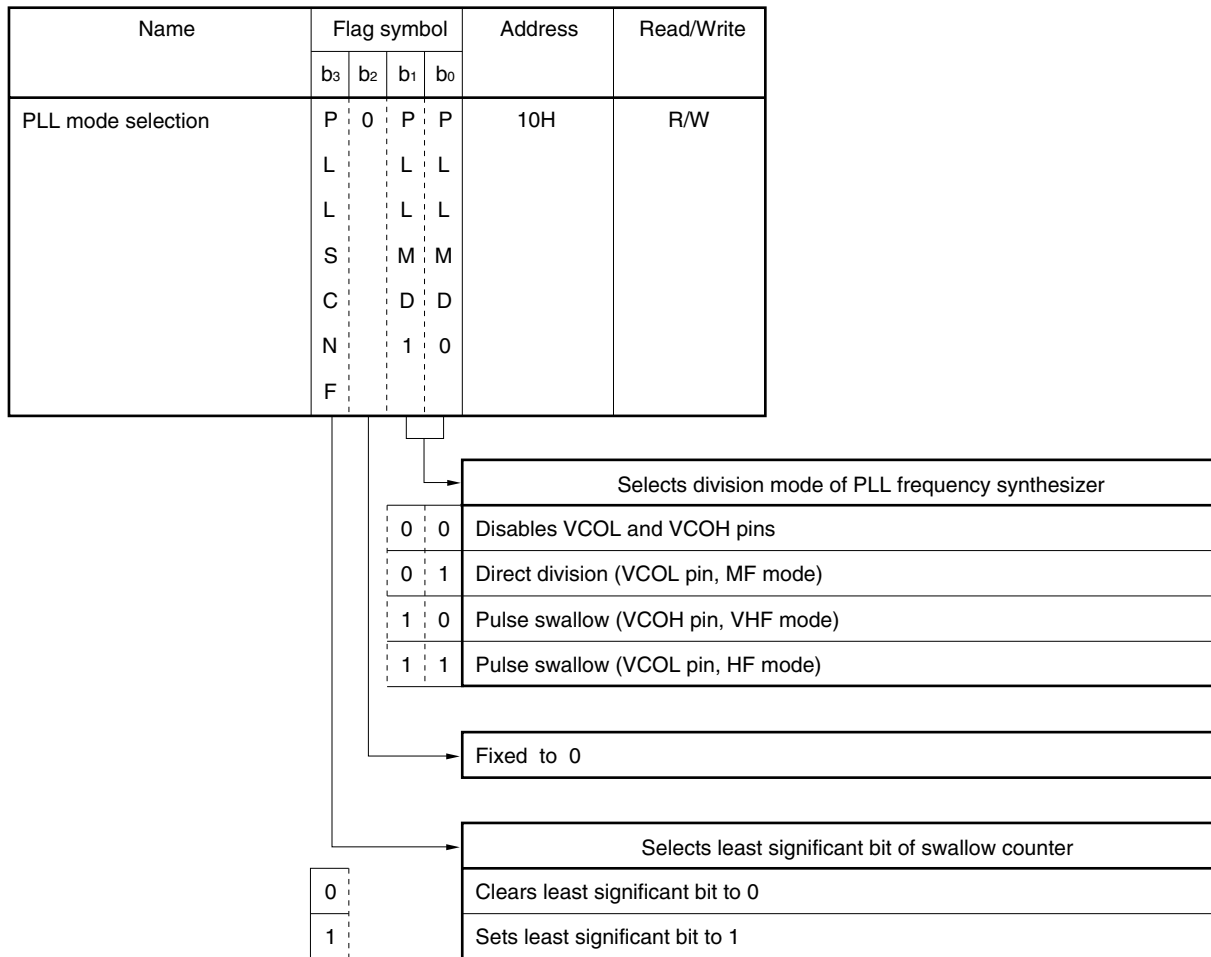 Name Flag symbol Address Read/Write
b3 b2 b1 b0
PLL mode selection P 0 P P 10H R/W
L L L
L L L
S M M
C D D
N 1 0
F
Selects division mode of PLL frequency synthesizer
0 0 Disables VCOL and VCOH pins
0 1 Direct division (VCOL pin, MF mode)
1 0 Pulse swallow (VCOH pin, VHF mode)
1 1 Pulse swallow (VCOL pin, HF mode)
Fixed to 0
Selects least significant bit of swallow counter
0 Clears least significant bit to 0
1 Sets least significant bit to 1